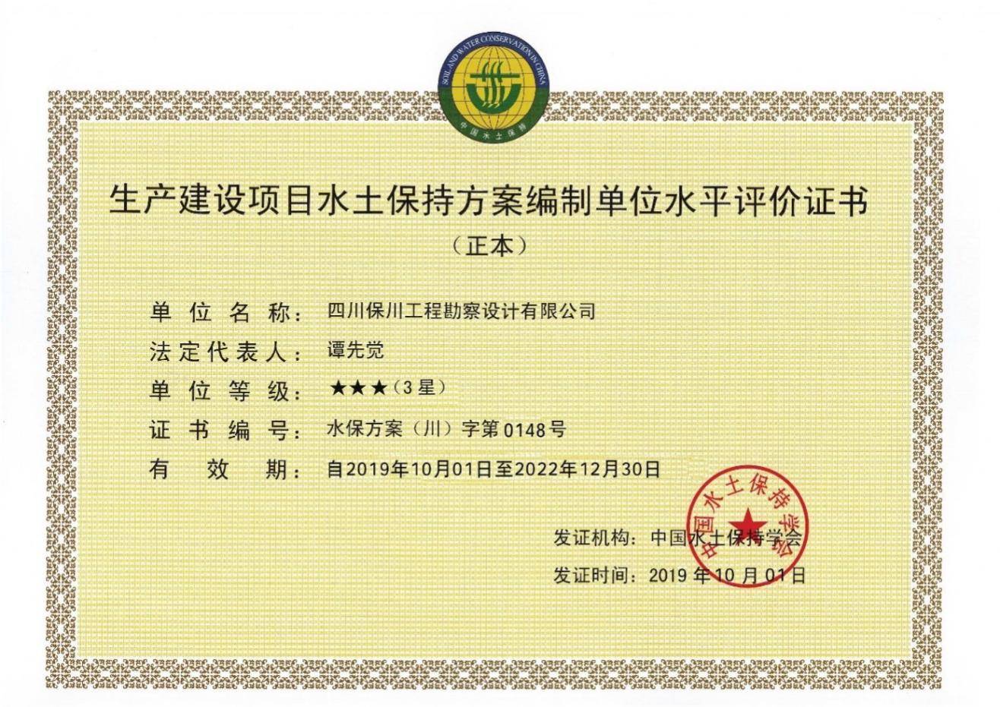 SOIL AND WATER CONSERVATION IN CHINA
中国水土保持
生产建设项目水土保持方案编制单位水平评价证书
（正本）
单位名称：四川保川工程勘察设计有限公司
法定代表人：谭先觉
单位等级：★★★（3星）
证书编号：水保方案（川）字第0148号
有效期：自2019年10月01日至2022年12月30日
中国水土保持学会
发证机构：中国水土保持学会
发证时间：2019年10月01日